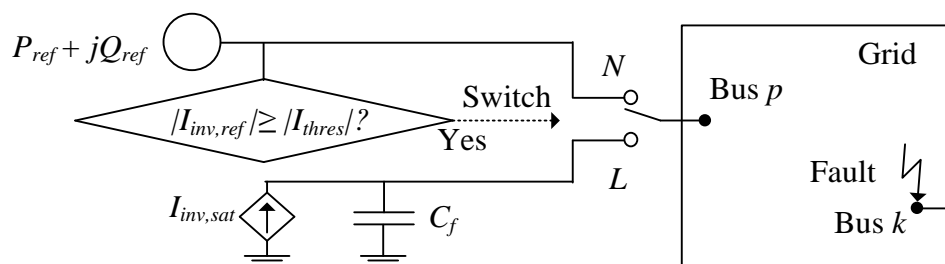 Grid
P_ref + jQ_ref
N
Bus p
Switch
|I_inv,ref| ≥ |I_thres| ?
Yes
L
Fault
I_inv,sat
C_f
Bus k